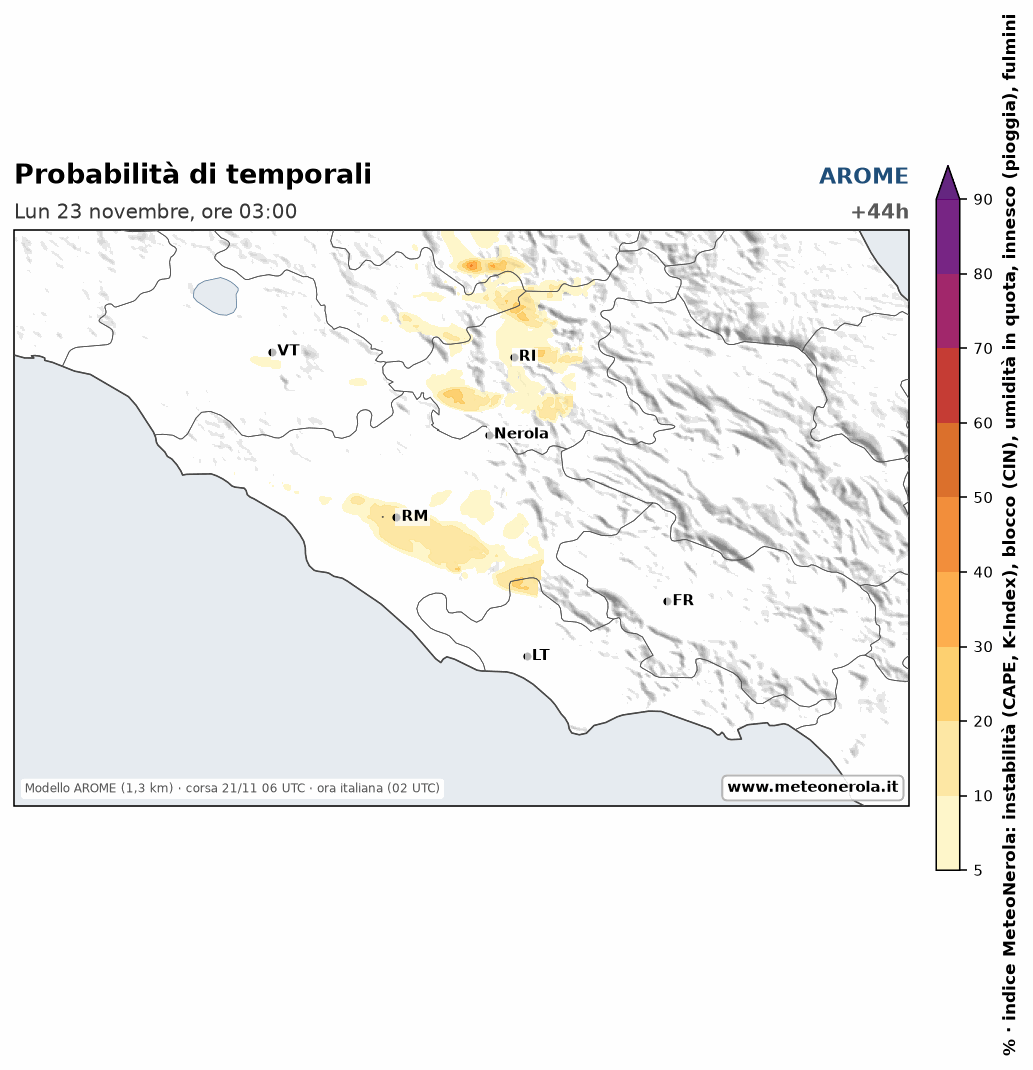 Probabilità di temporali
AROME
Lun 23 novembre, ore 03:00
+44h
VT
RI
Nerola
RM
FR
LT
Modello AROME (1,3 km) · corsa 21/11 06 UTC · ora italiana (02 UTC)
www.meteonerola.it
90
80
70
60
50
40
30
20
10
5
% · indice MeteoNerola: instabilità (CAPE, K-Index), blocco (CIN), umidità in quota, innesco (pioggia), fulmini